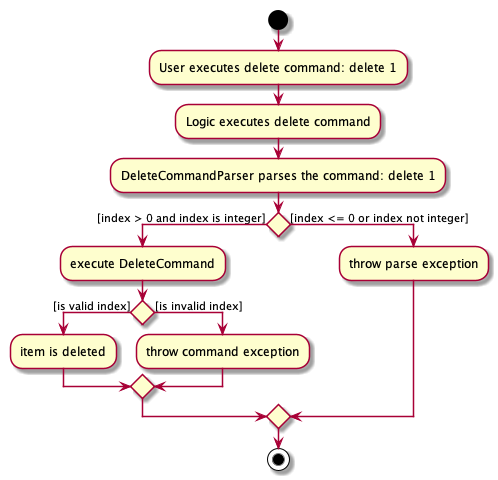 User executes delete command: delete 1
Logic executes delete command
DeleteCommandParser parses the command: delete 1
[index > 0 and index is integer]
[index <= 0 or index not integer]
execute DeleteCommand
throw parse exception
[is valid index]
[is invalid index]
item is deleted
throw command exception